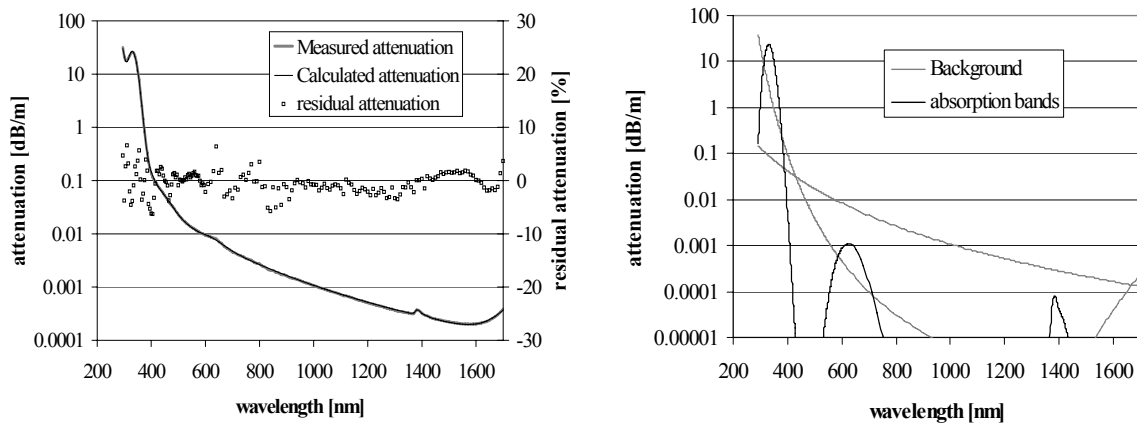 100
10
1
0.1
0.01
0.001
0.0001
attenuation [dB/m]
30
20
10
0
-10
-20
-30
residual attenuation [%]
Measured attenuation
Calculated attenuation
residual attenuation
200 400 600 800 1000 1200 1400 1600
wavelength [nm]
100
10
1
0.1
0.01
0.001
0.0001
0.00001
attenuation [dB/m]
Background
absorption bands
200 400 600 800 1000 1200 1400 1600
wavelength [nm]